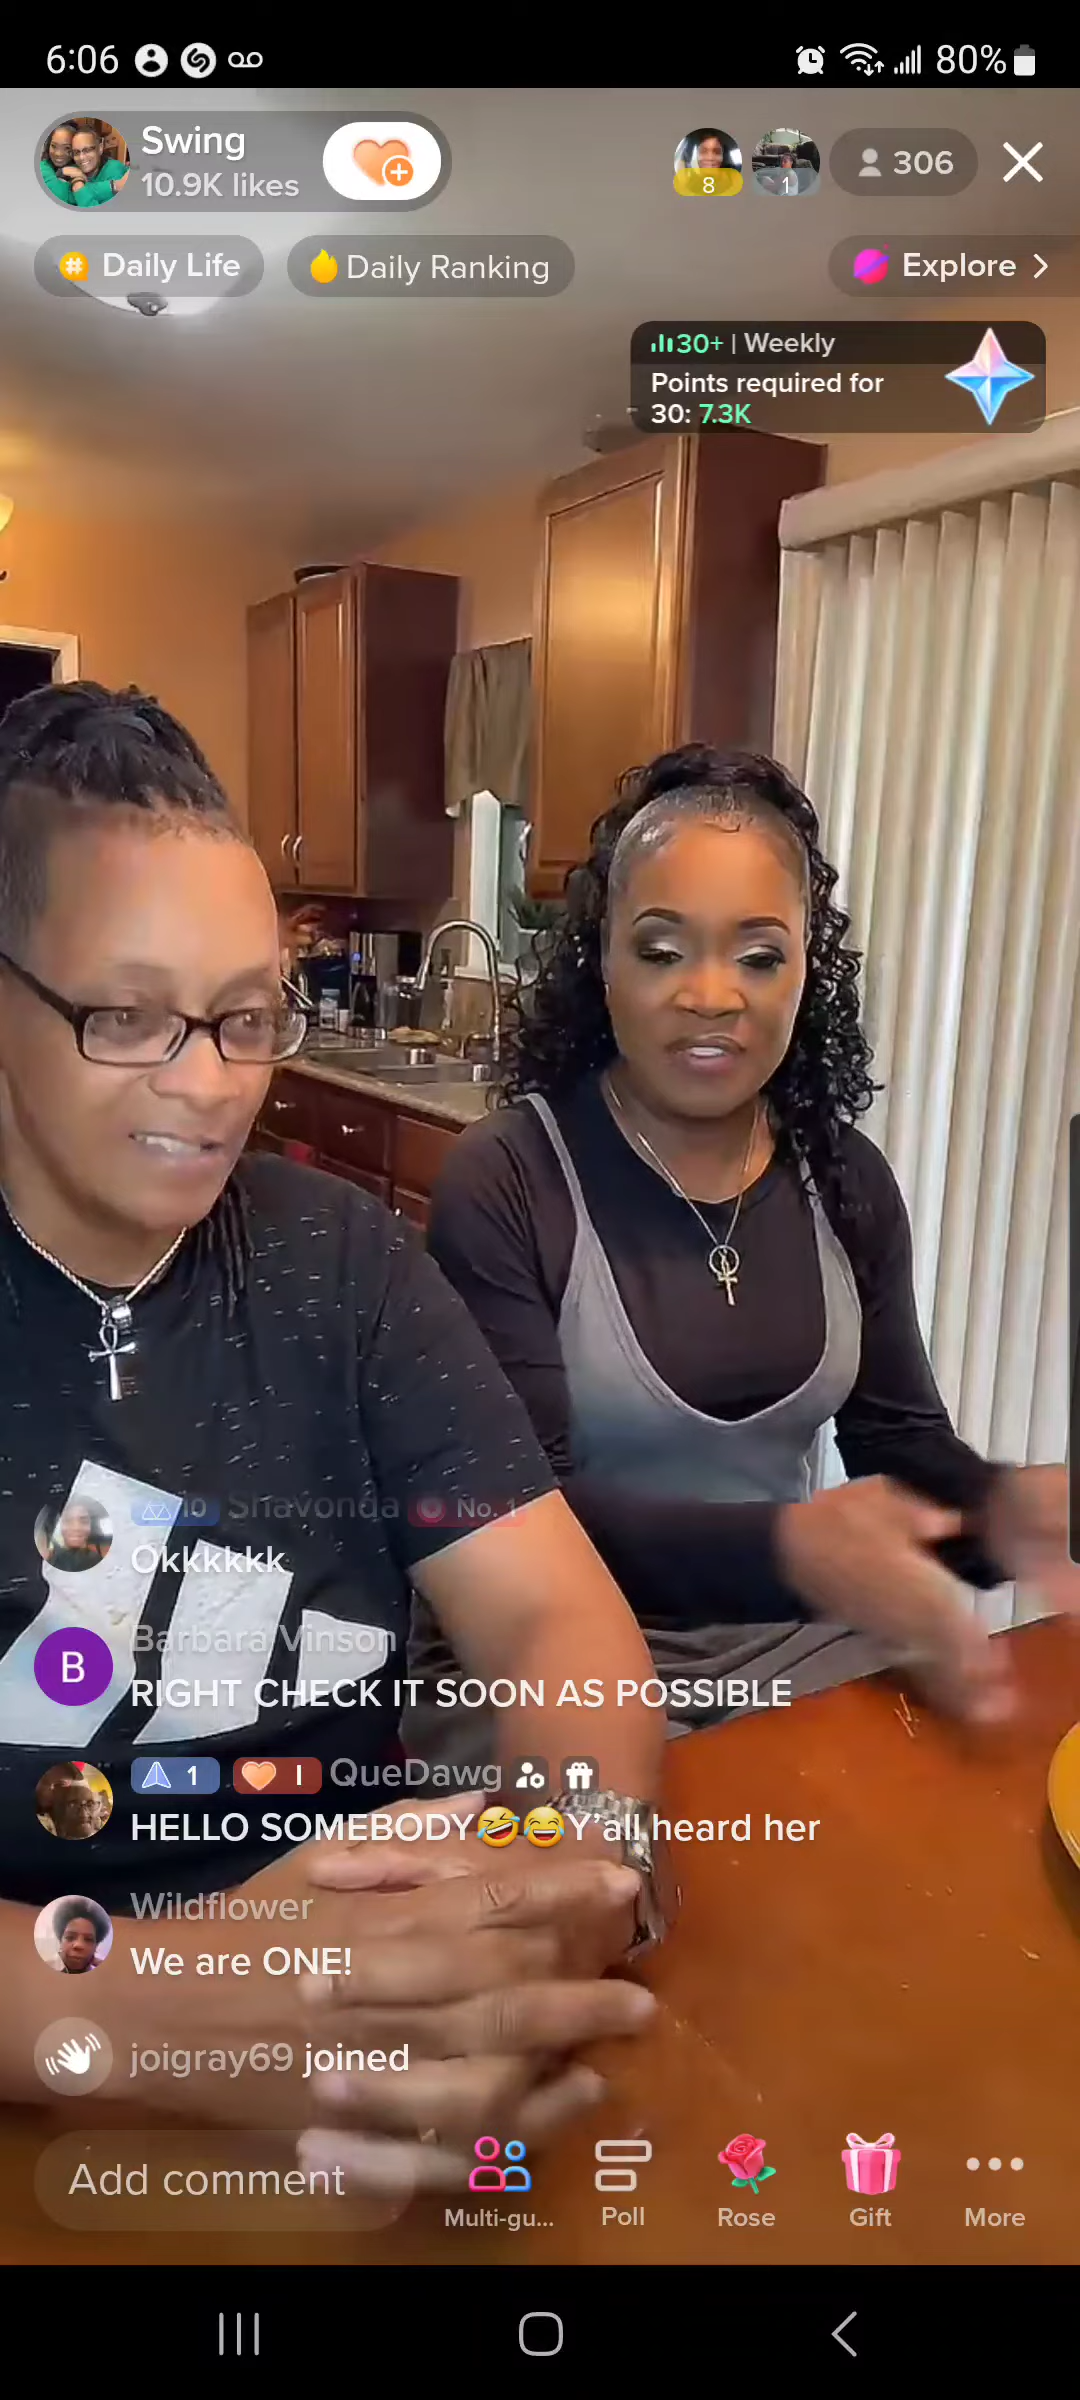 6:06
80%
Swing
10.9K likes
8
1
306
Daily Life
Daily Ranking
Explore
30+ | Weekly
Points required for
30: 7.3K
10 Shavonda No. 1
Okkkkkk
B
Barbara Vinson
RIGHT CHECK IT SOON AS POSSIBLE
1 I QueDawg
HELLO SOMEBODY🤣😂Y'all heard her
Wildflower
We are ONE!
joigray69 joined
Add comment
Multi-gu...
Poll
Rose
Gift
More